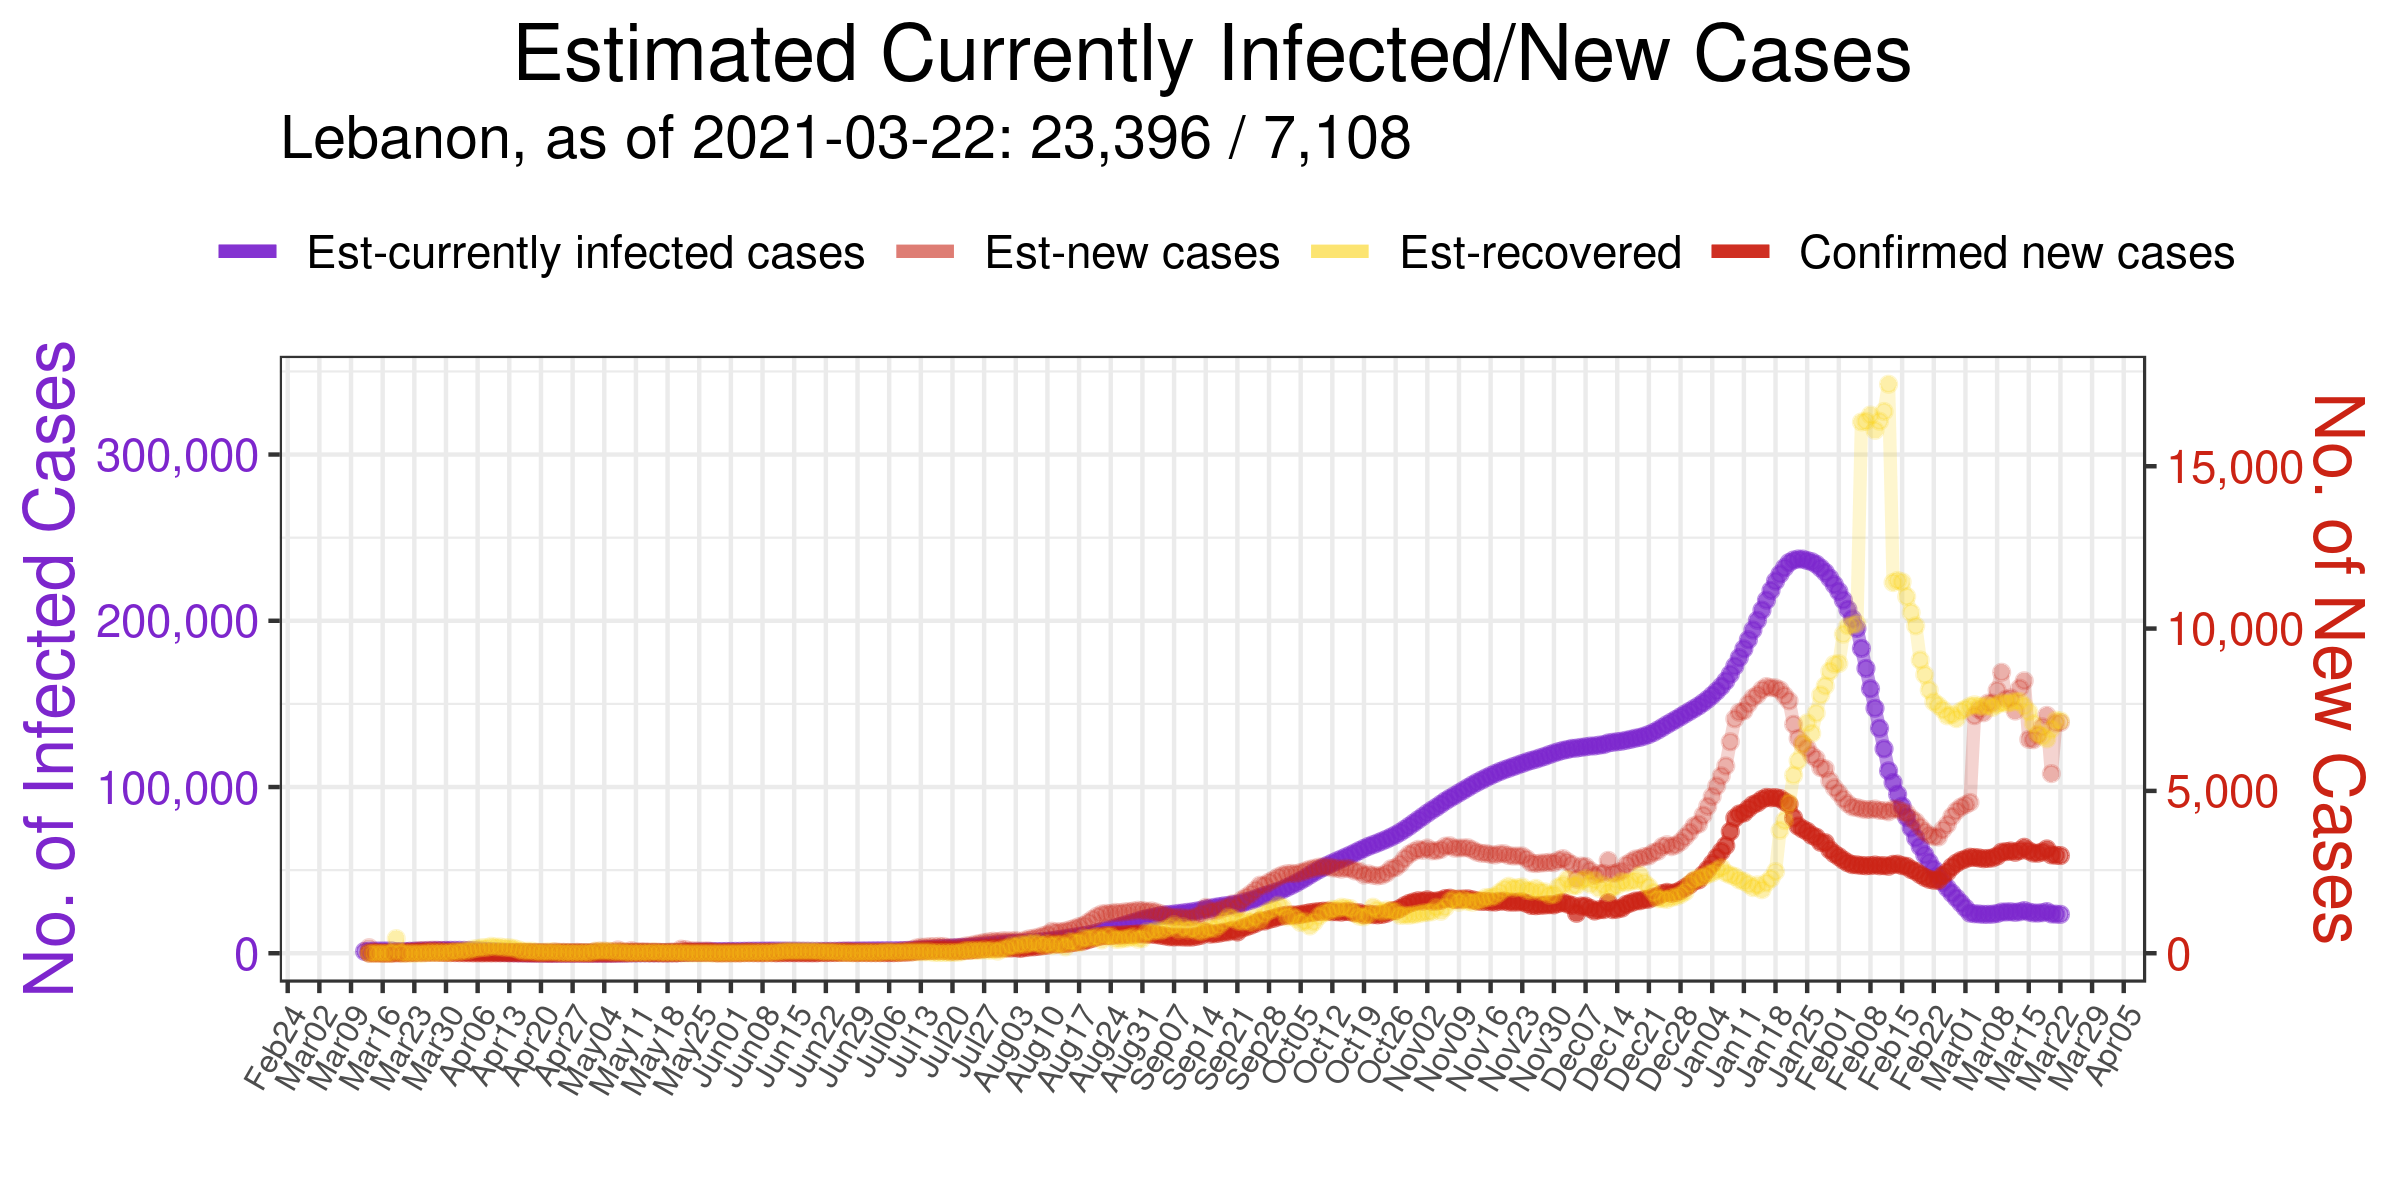 Estimated Currently Infected/New Cases
Lebanon, as of 2021-03-22: 23,396 / 7,108
Est-currently infected cases
Est-new cases
Est-recovered
Confirmed new cases
No. of Infected Cases
300,000
200,000
100,000
0
15,000
10,000
5,000
0
No. of New Cases
Feb24
Mar02
Mar09
Mar16
Mar23
Mar30
Apr06
Apr13
Apr20
Apr27
May04
May11
May18
May25
Jun01
Jun08
Jun15
Jun22
Jun29
Jul06
Jul13
Jul20
Jul27
Aug03
Aug10
Aug17
Aug24
Aug31
Sep07
Sep14
Sep21
Sep28
Oct05
Oct12
Oct19
Oct26
Nov02
Nov09
Nov16
Nov23
Nov30
Dec07
Dec14
Dec21
Dec28
Jan04
Jan11
Jan18
Jan25
Feb01
Feb08
Feb15
Feb22
Mar01
Mar08
Mar15
Mar22
Mar29
Apr05